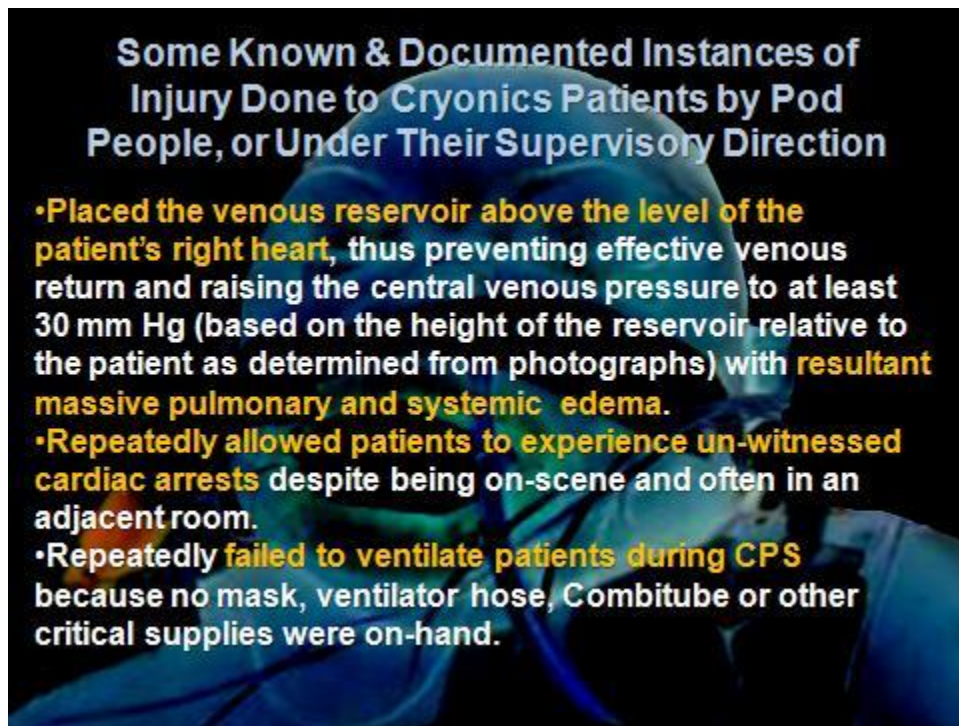 Some Known & Documented Instances of
Injury Done to Cryonics Patients by Pod
People, or Under Their Supervisory Direction
•Placed the venous reservoir above the level of the
patient's right heart, thus preventing effective venous
return and raising the central venous pressure to at least
30 mm Hg (based on the height of the reservoir relative to
the patient as determined from photographs) with resultant
massive pulmonary and systemic edema.
•Repeatedly allowed patients to experience un-witnessed
cardiac arrests despite being on-scene and often in an
adjacent room.
•Repeatedly failed to ventilate patients during CPS
because no mask, ventilator hose, Combitube or other
critical supplies were on-hand.